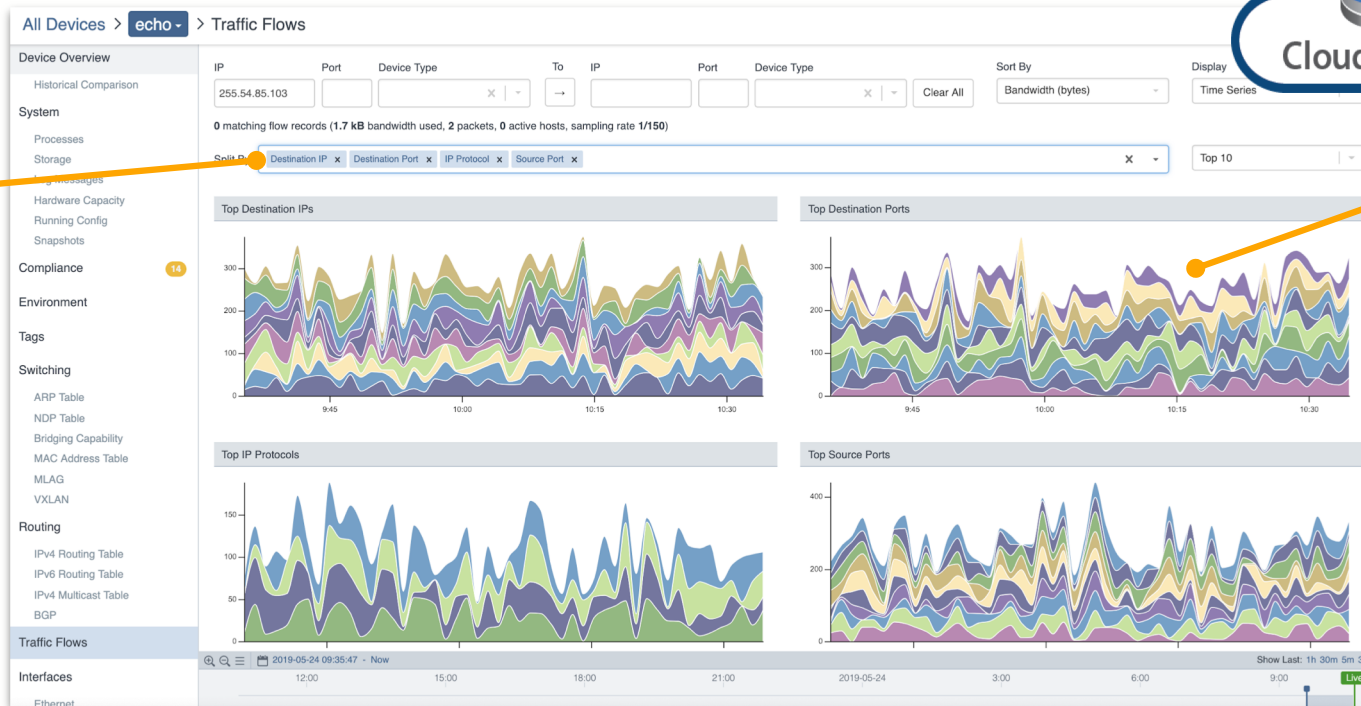 All Devices > echo > Traffic Flows
Cloud
Device Overview
Historical Comparison
System
Processes
Storage
Log Messages
Hardware Capacity
Running Config
Snapshots
Compliance 14
Environment
Tags
Switching
ARP Table
NDP Table
Bridging Capability
MAC Address Table
MLAG
VXLAN
Routing
IPv4 Routing Table
IPv6 Routing Table
IPv4 Multicast Table
BGP
Traffic Flows
Interfaces
Ethernet
IP Port Device Type To IP Port Device Type Sort By Display
255.54.85.103 x → x Clear All Bandwidth (bytes) Time Series
0 matching flow records (1.7 kB bandwidth used, 2 packets, 0 active hosts, sampling rate 1/150)
Split By Destination IP x Destination Port x IP Protocol x Source Port x x Top 10
Top Destination IPs
300
200
100
0
9:45 10:00 10:15 10:30
Top Destination Ports
300
200
100
0
9:45 10:00 10:15 10:30
Top IP Protocols
150
100
50
0
Top Source Ports
400
200
0
2019-05-24 09:35:47 - Now Show Last: 1h 30m 5m 3
12:00 15:00 18:00 21:00 2019-05-24 3:00 6:00 9:00 Live